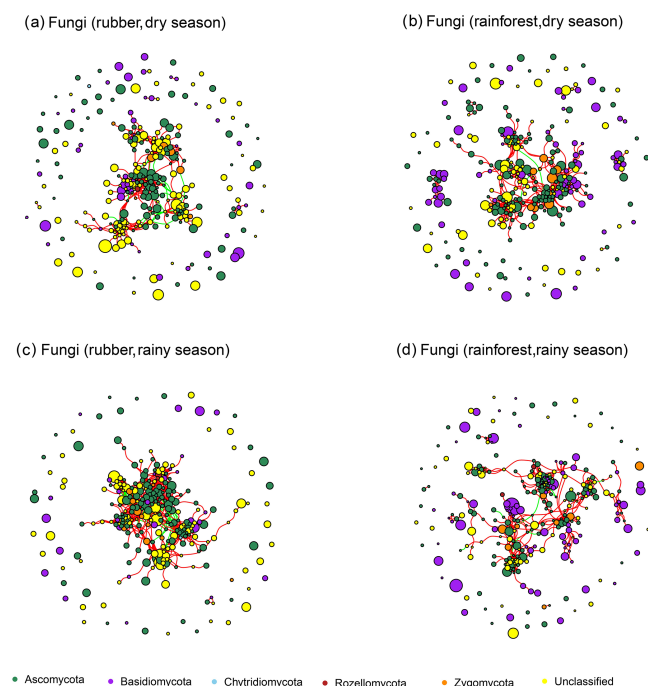 (a) Fungi (rubber,dry season)
(b) Fungi (rainforest,dry season)
(c) Fungi (rubber,rainy season)
(d) Fungi (rainforest,rainy season)
Ascomycota Basidiomycota Chytridiomycota Rozellomycota Zygomycota Unclassified